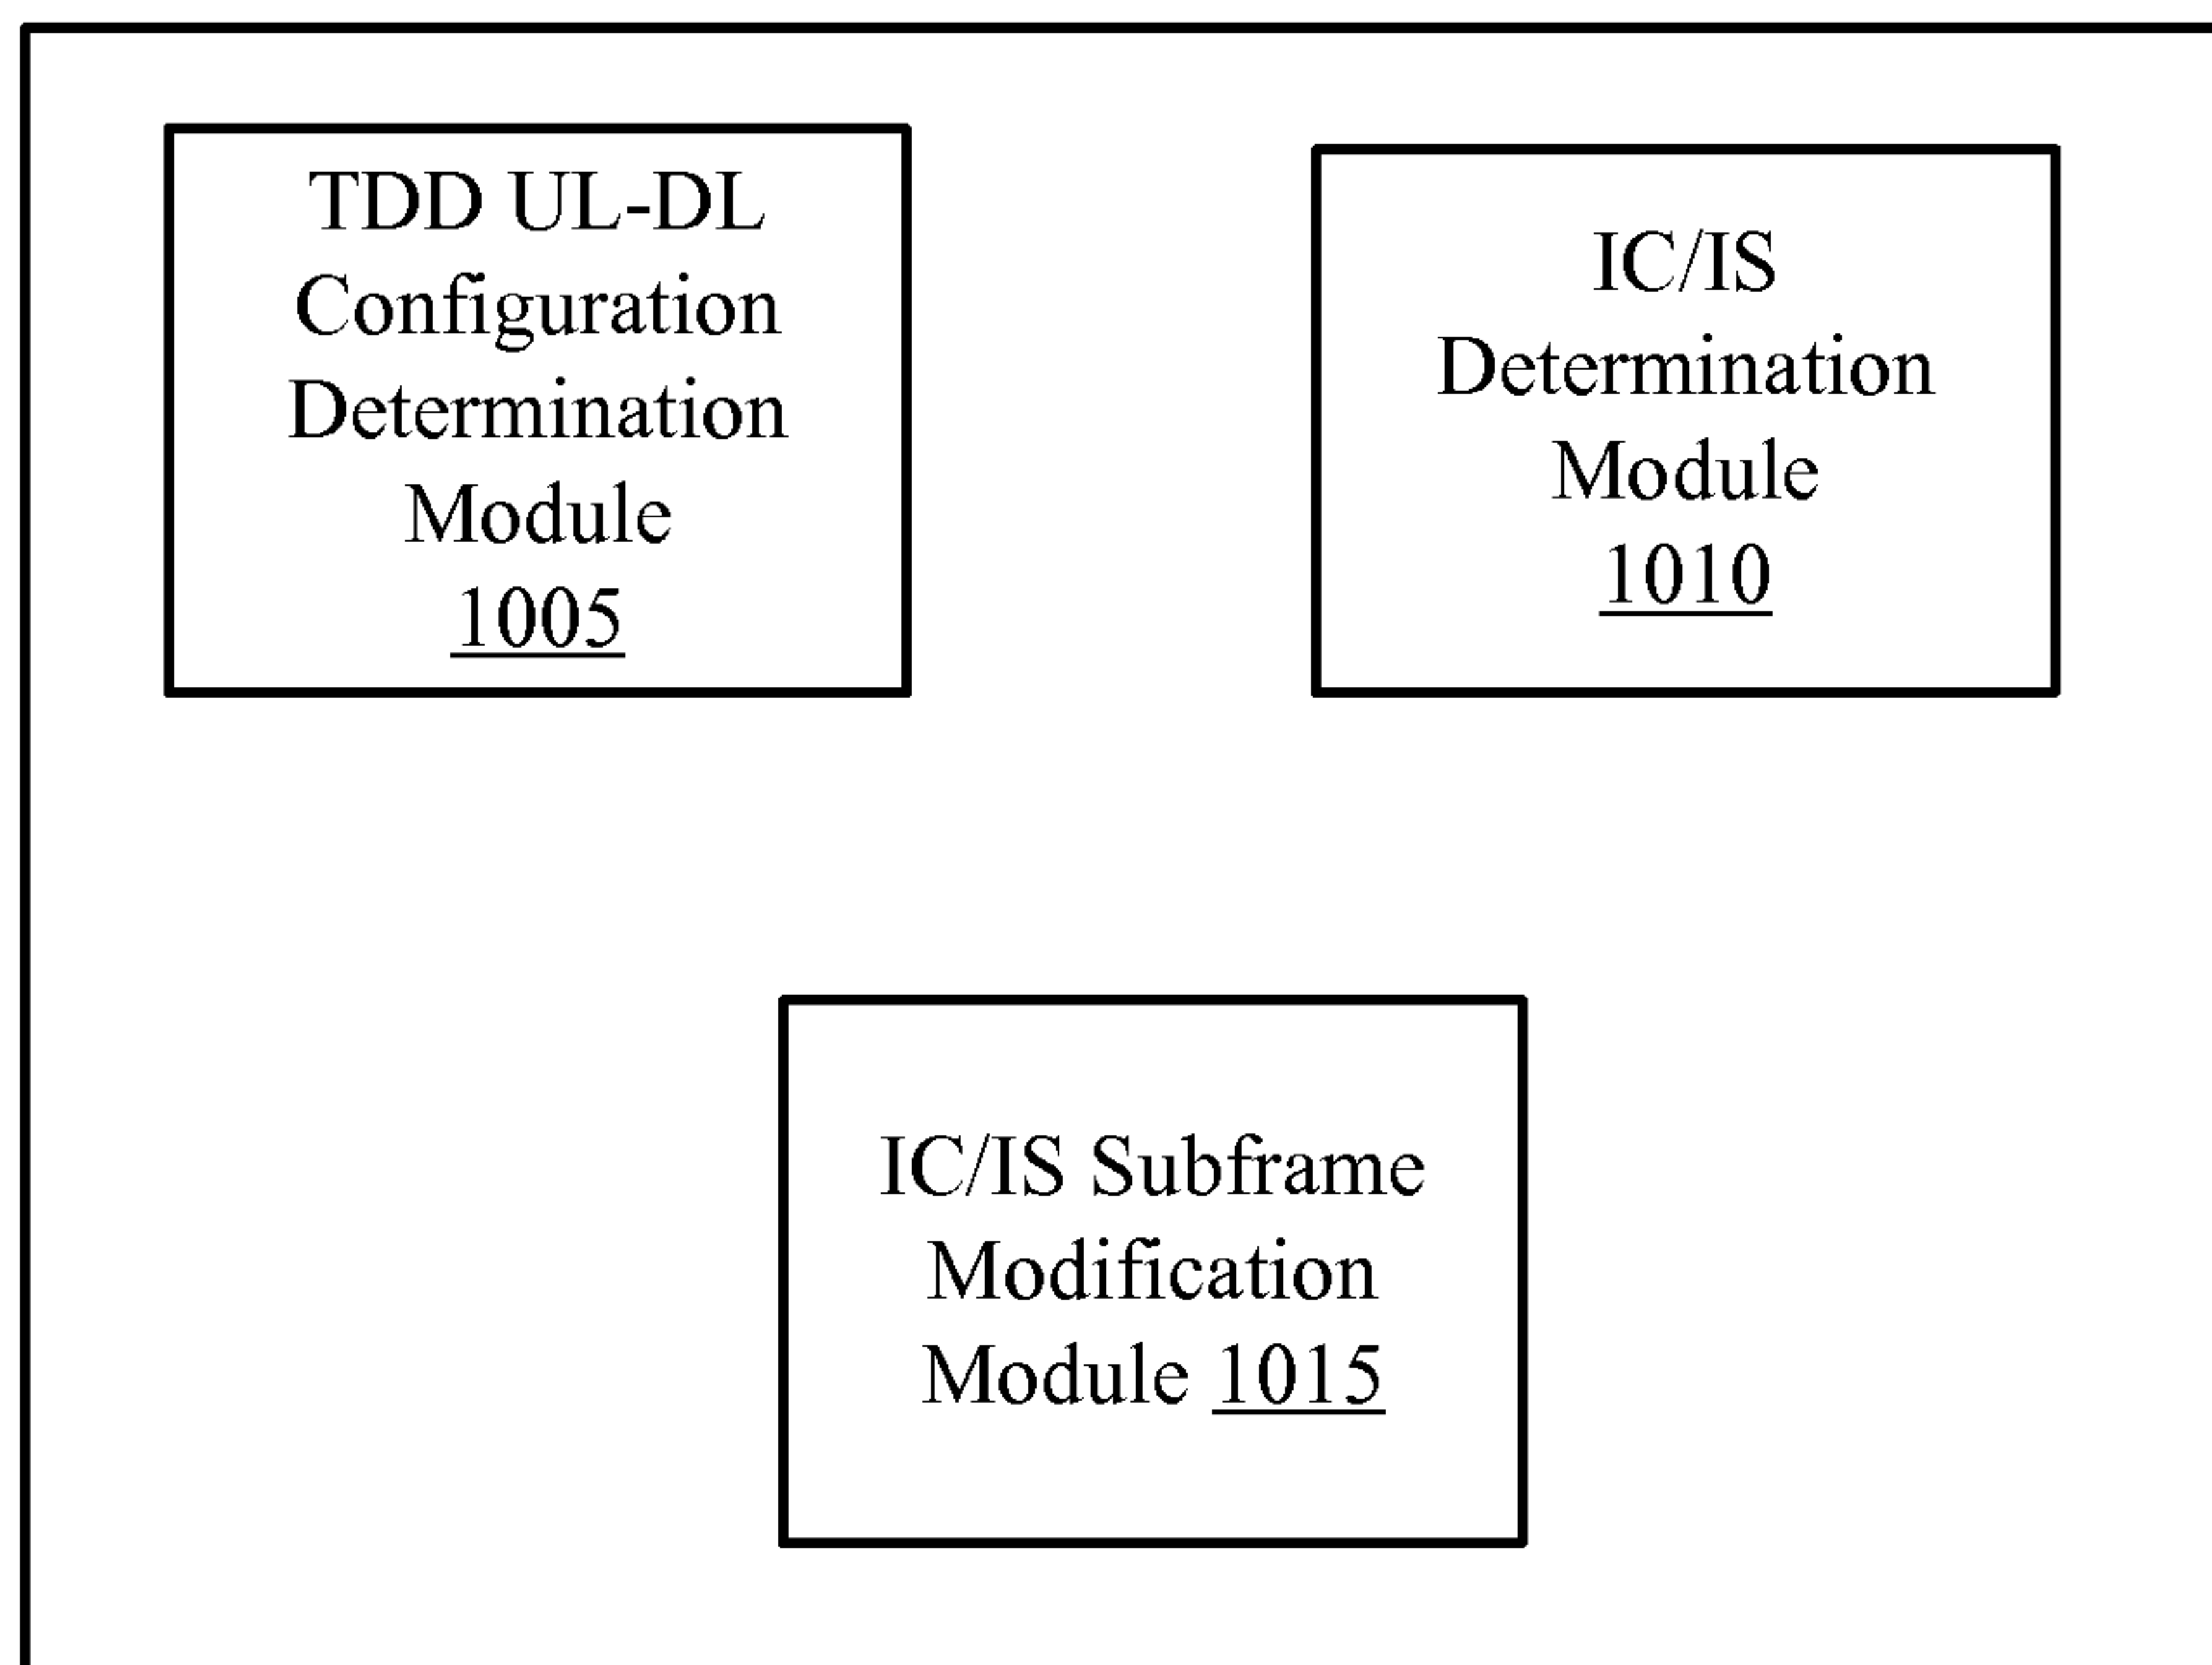 TDD UL-DL
Configuration
Determination
Module
1005
IC/IS
Determination
Module
1010
IC/IS Subframe
Modification
Module 1015